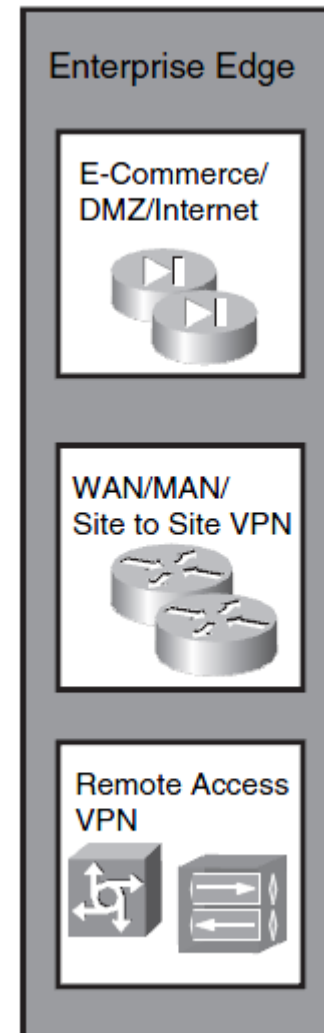 Enterprise Edge
E-Commerce/
DMZ/Internet
WAN/MAN/
Site to Site VPN
Remote Access
VPN